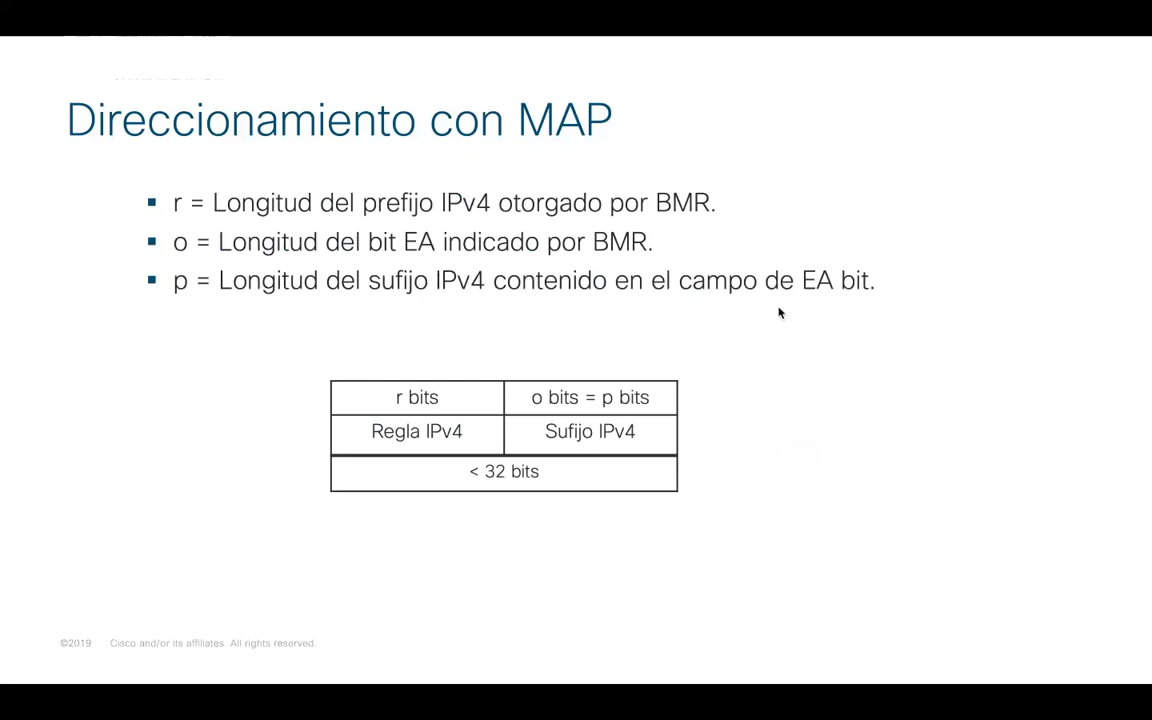 Direccionamiento con MAP
▪ r = Longitud del prefijo IPv4 otorgado por BMR.
▪ o = Longitud del bit EA indicado por BMR.
▪ p = Longitud del sufijo IPv4 contenido en el campo de EA bit.
r bits o bits = p bits
Regla IPv4 Sufijo IPv4
< 32 bits
©2019 Cisco and/or its affiliates. All rights reserved.